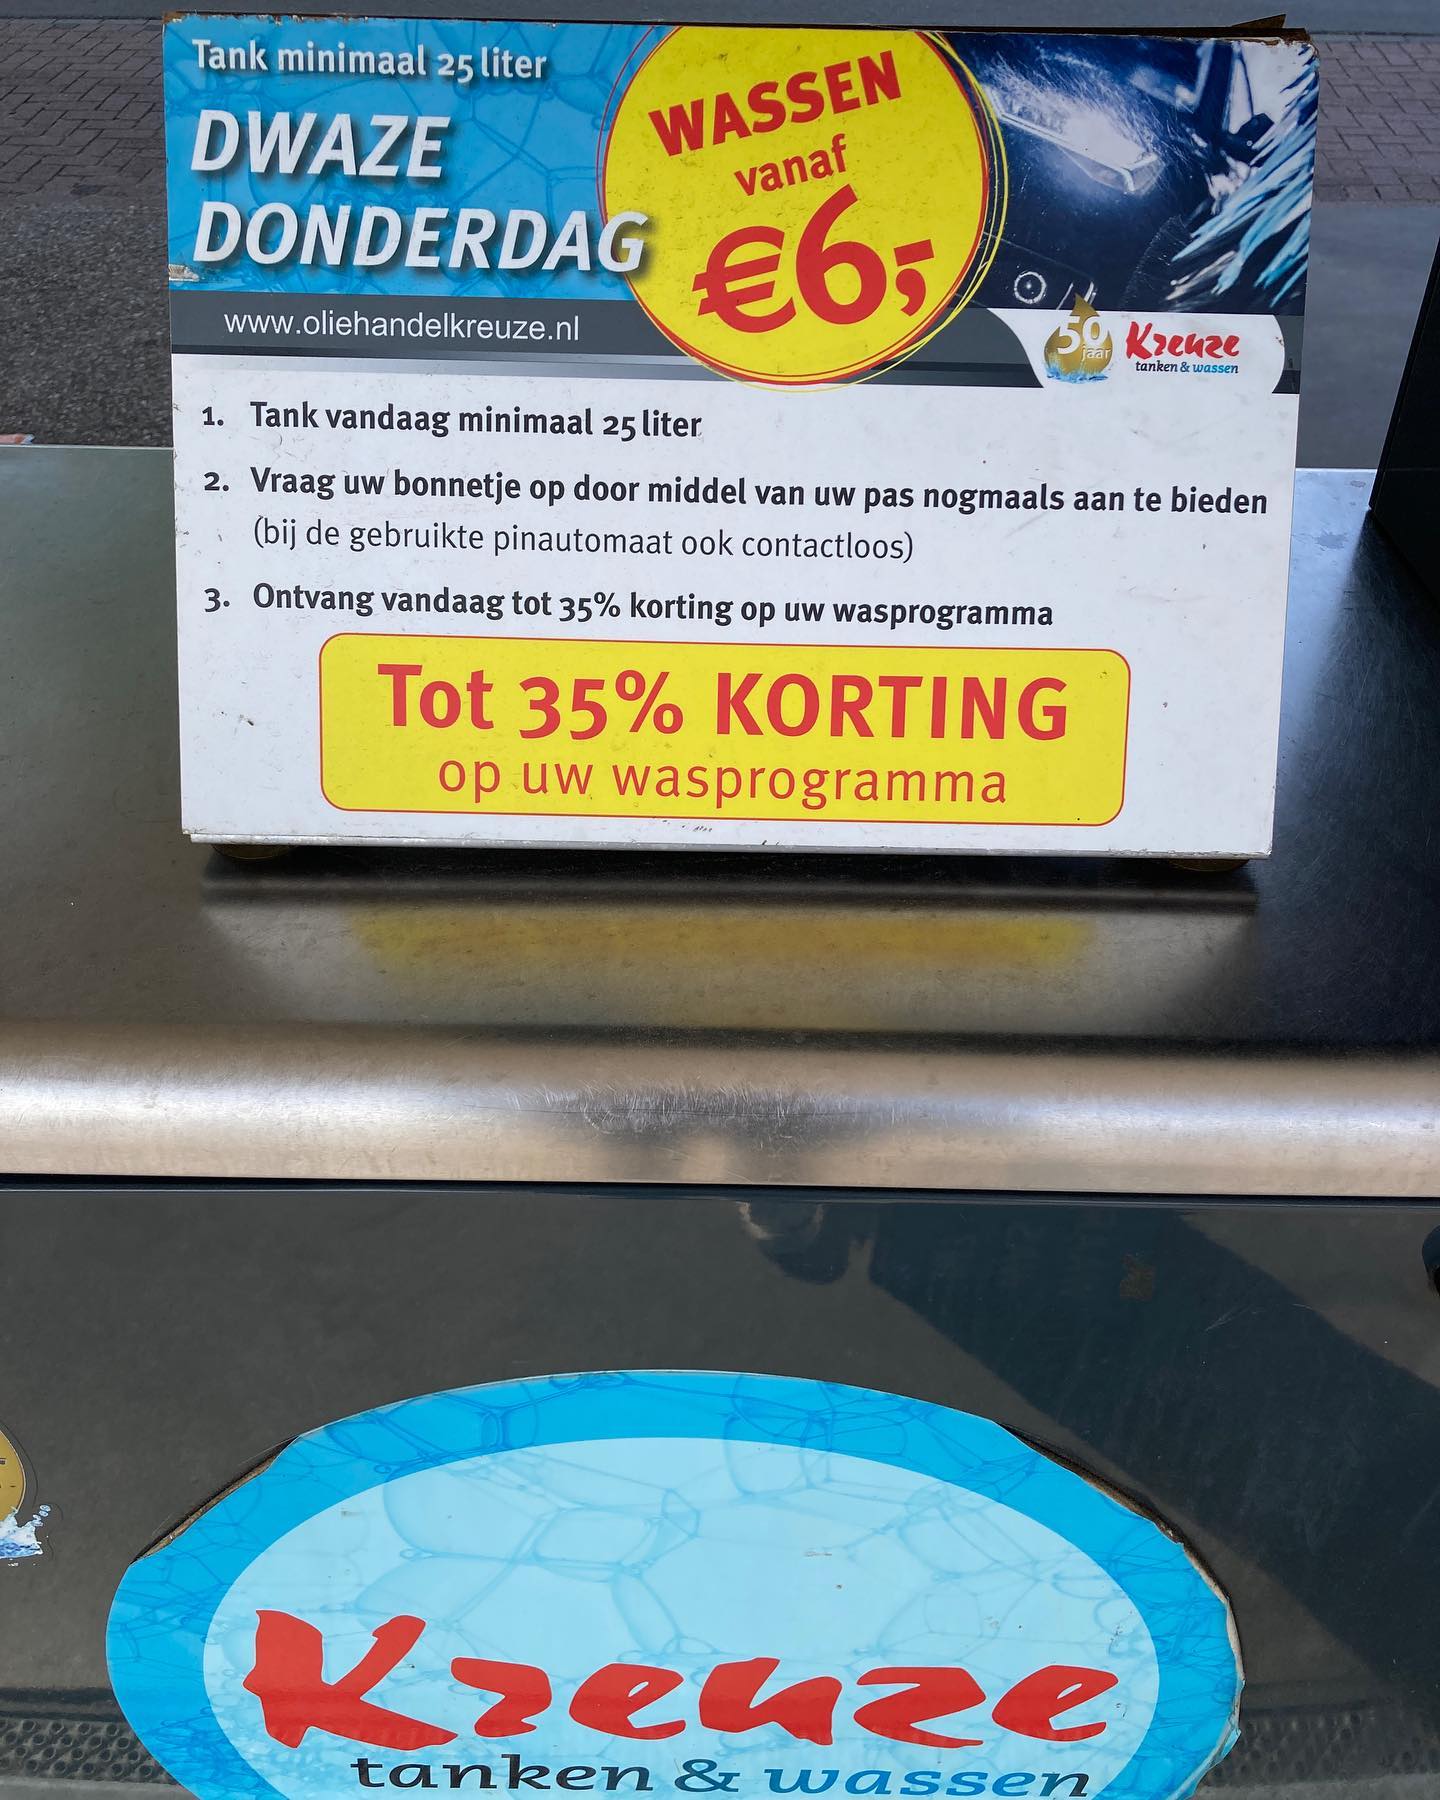 Tank minimaal 25 liter
DWAZE
DONDERDAG
WASSEN
vanaf
€6,-
www.oliehandelkreuze.nl
50
jaar
Kreuze
tanken & wassen
1. Tank vandaag minimaal 25 liter
2. Vraag uw bonnetje op door middel van uw pas nogmaals aan te bieden
(bij de gebruikte pinautomaat ook contactloos)
3. Ontvang vandaag tot 35% korting op uw wasprogramma
Tot 35% KORTING
op uw wasprogramma
Kreuze
tanken & wassen